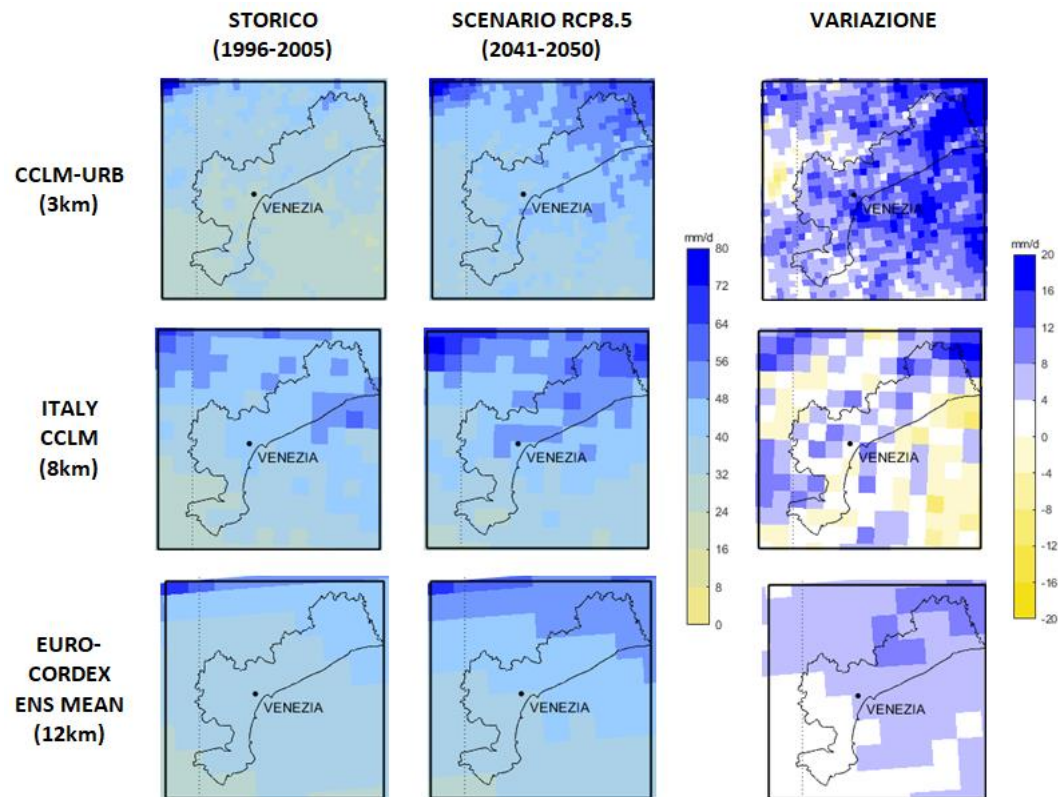 STORICO
(1996-2005)
SCENARIO RCP8.5
(2041-2050)
VARIAZIONE
CCLM-URB
(3km)
VENEZIA
VENEZIA
VENEZIA
ITALY
CCLM
(8km)
VENEZIA
VENEZIA
VENEZIA
EURO-
CORDEX
ENS MEAN
(12km)
VENEZIA
VENEZIA
VENEZIA
mm/d
80
72
64
56
48
40
32
24
16
8
0
mm/d
20
16
12
8
4
0
-4
-8
-12
-16
-20